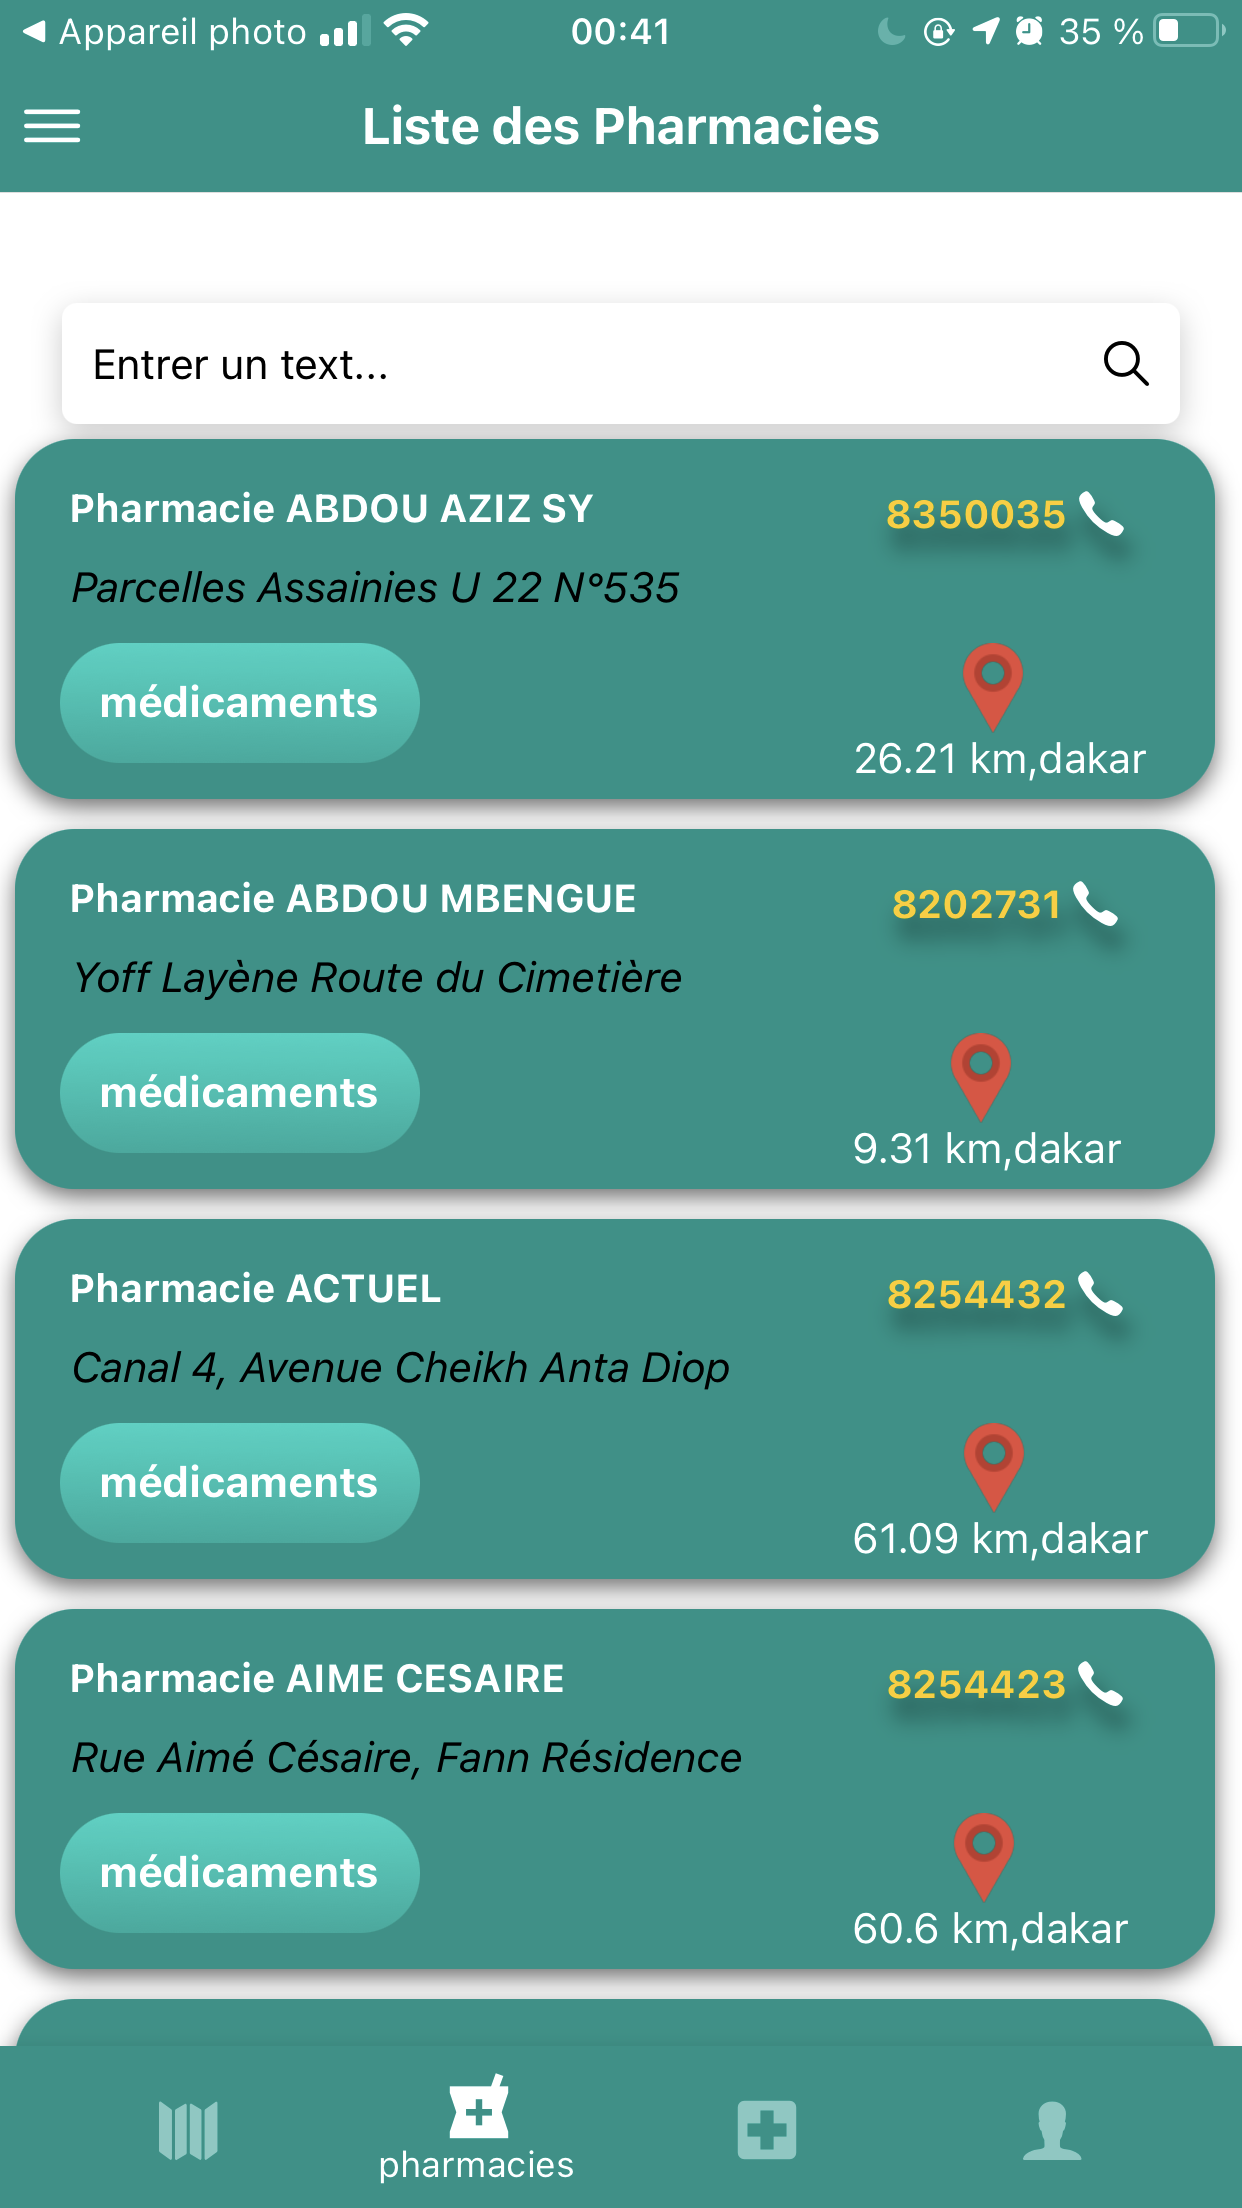 Appareil photo 00:41 35 %
Liste des Pharmacies
Entrer un text...
Pharmacie ABDOU AZIZ SY 8350035
Parcelles Assainies U 22 N°535
médicaments
26.21 km,dakar
Pharmacie ABDOU MBENGUE 8202731
Yoff Layène Route du Cimetière
médicaments
9.31 km,dakar
Pharmacie ACTUEL 8254432
Canal 4, Avenue Cheikh Anta Diop
médicaments
61.09 km,dakar
Pharmacie AIME CESAIRE 8254423
Rue Aimé Césaire, Fann Résidence
médicaments
60.6 km,dakar
pharmacies